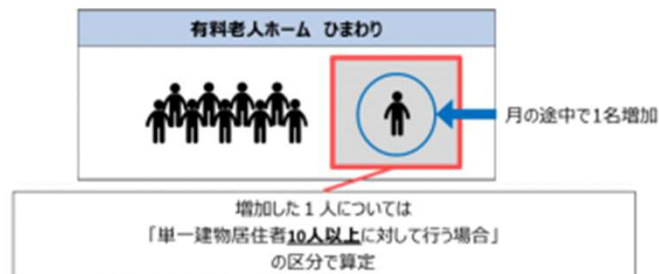 有料老人ホーム ひまわり
月の途中で1名増加
増加した1人については
「単一建物居住者10人以上に対して行う場合」
の区分で算定